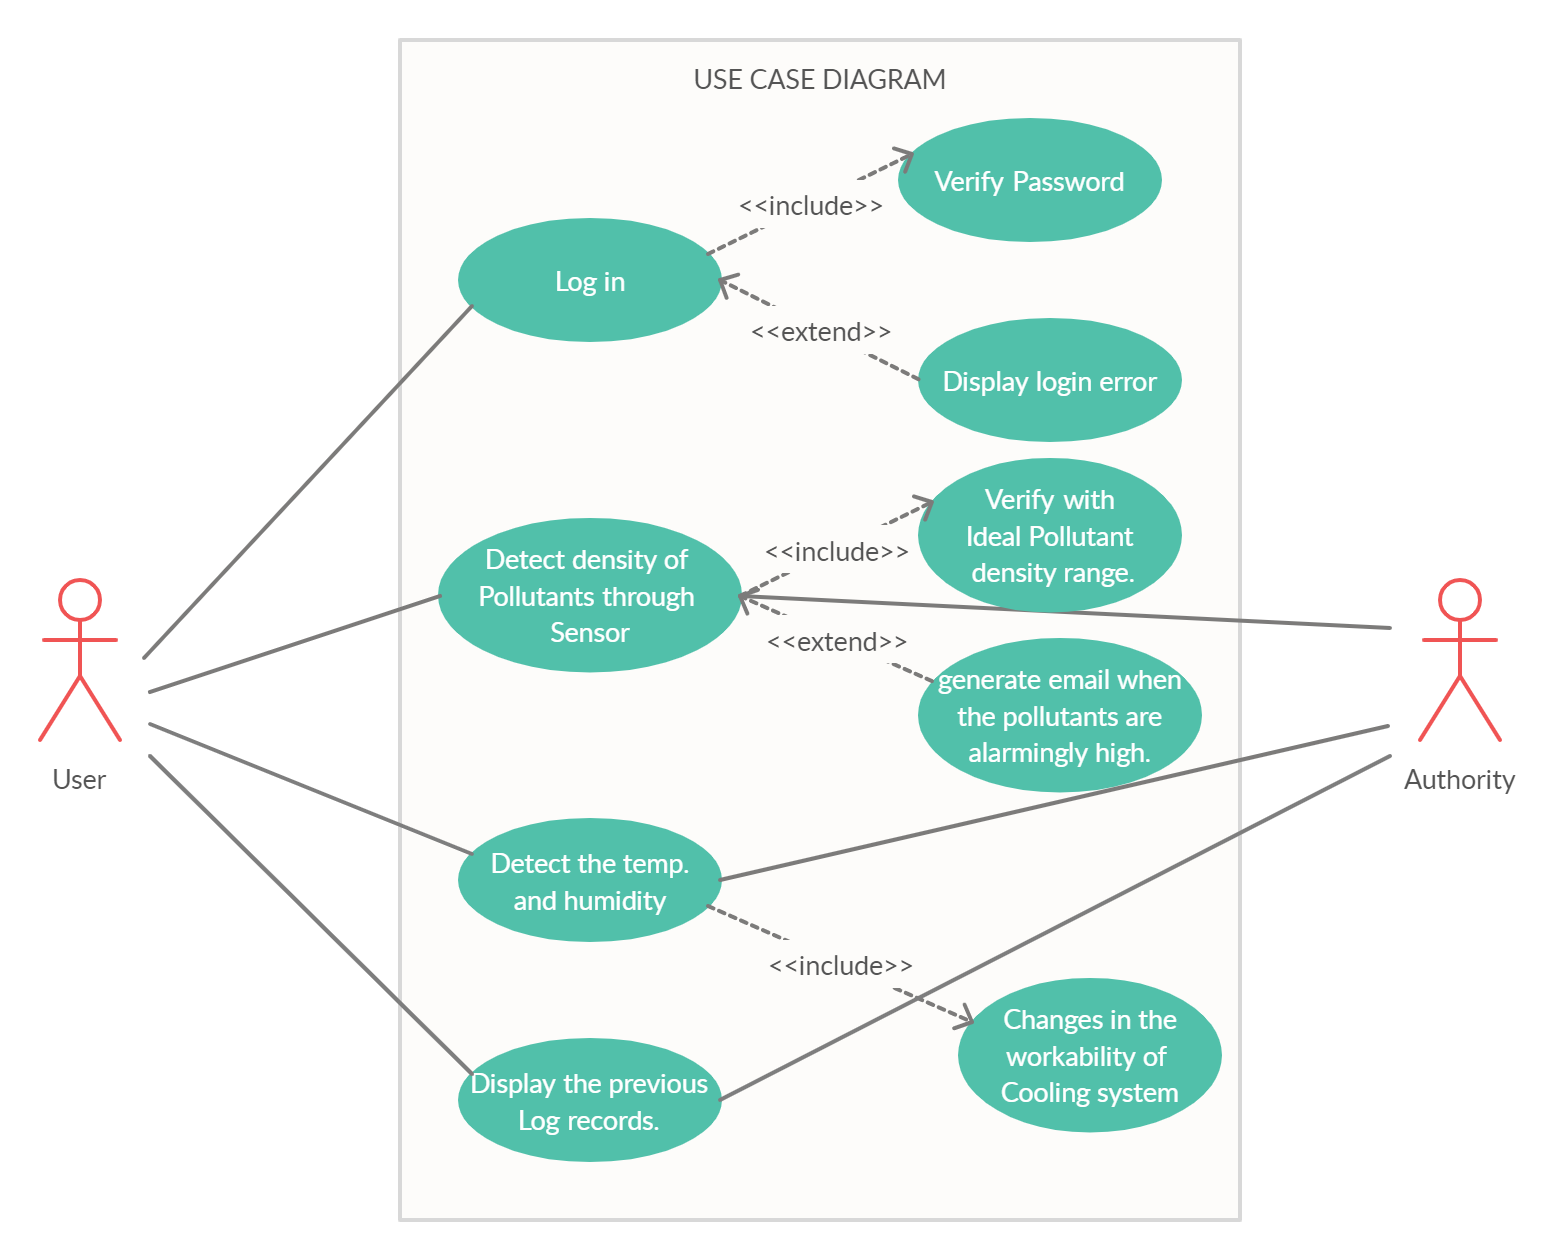 USE CASE DIAGRAM
Verify Password
<<include>>
Log in
<<extend>>
Display login error
Verify with
Ideal Pollutant
density range.
<<include>>
Detect density of
Pollutants through
Sensor
<<extend>>
generate email when
the pollutants are
alarmingly high.
User
Authority
Detect the temp.
and humidity
<<include>>
Changes in the
workability of
Cooling system
Display the previous
Log records.